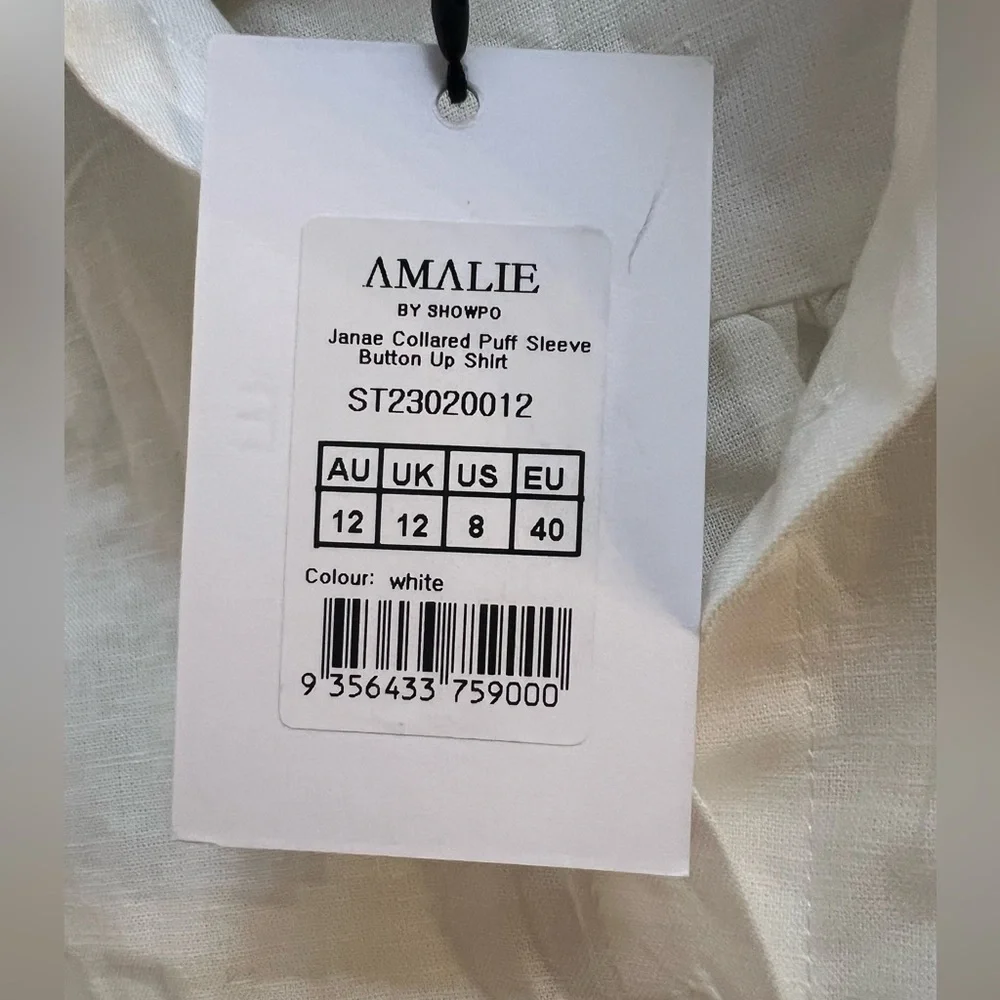 AMALIE
BY SHOWPO
Janae Collared Puff Sleeve
Button Up Shirt
ST23020012
AU UK US EU
12 12 8 40
Colour: white
9 356433 759000